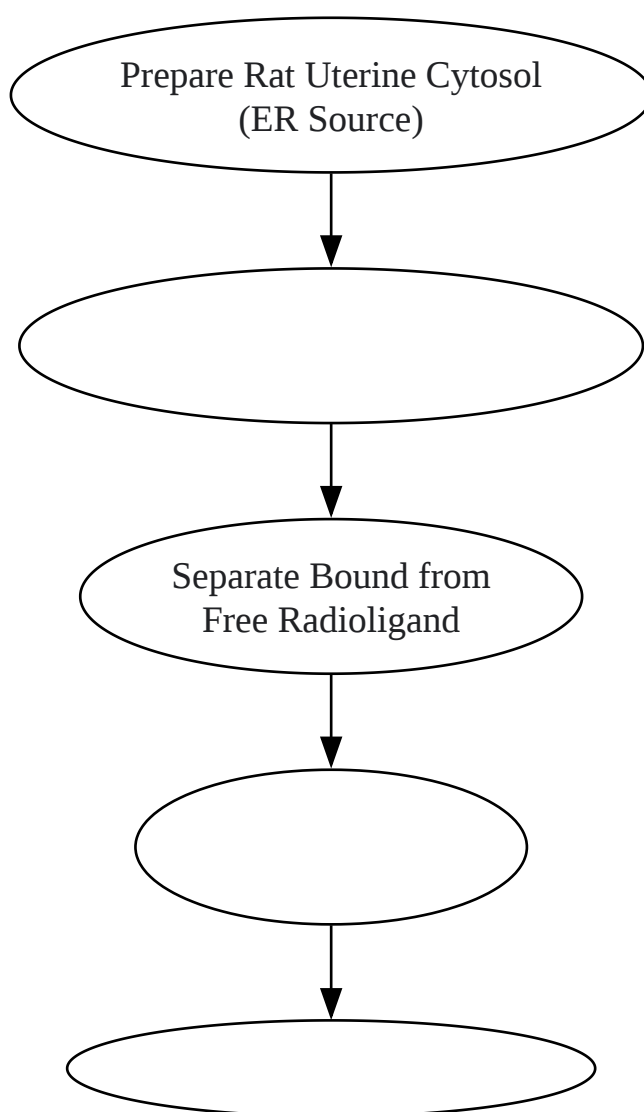 Prepare Rat Uterine Cytosol
(ER Source)
Separate Bound from
Free Radioligand